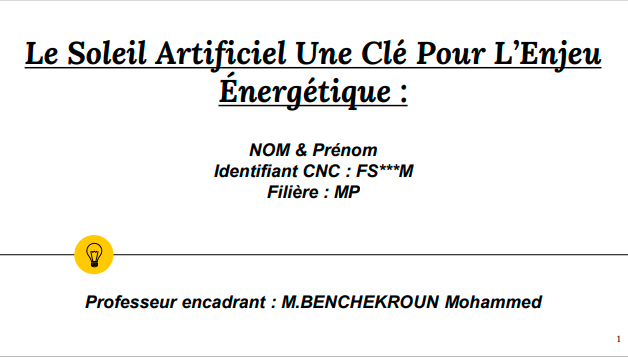 Le Soleil Artificiel Une Clé Pour L’Enjeu
Énergétique :
NOM & Prénom
Identifiant CNC : FS***M
Filière : MP
Professeur encadrant : M.BENCHEKROUN Mohammed
1